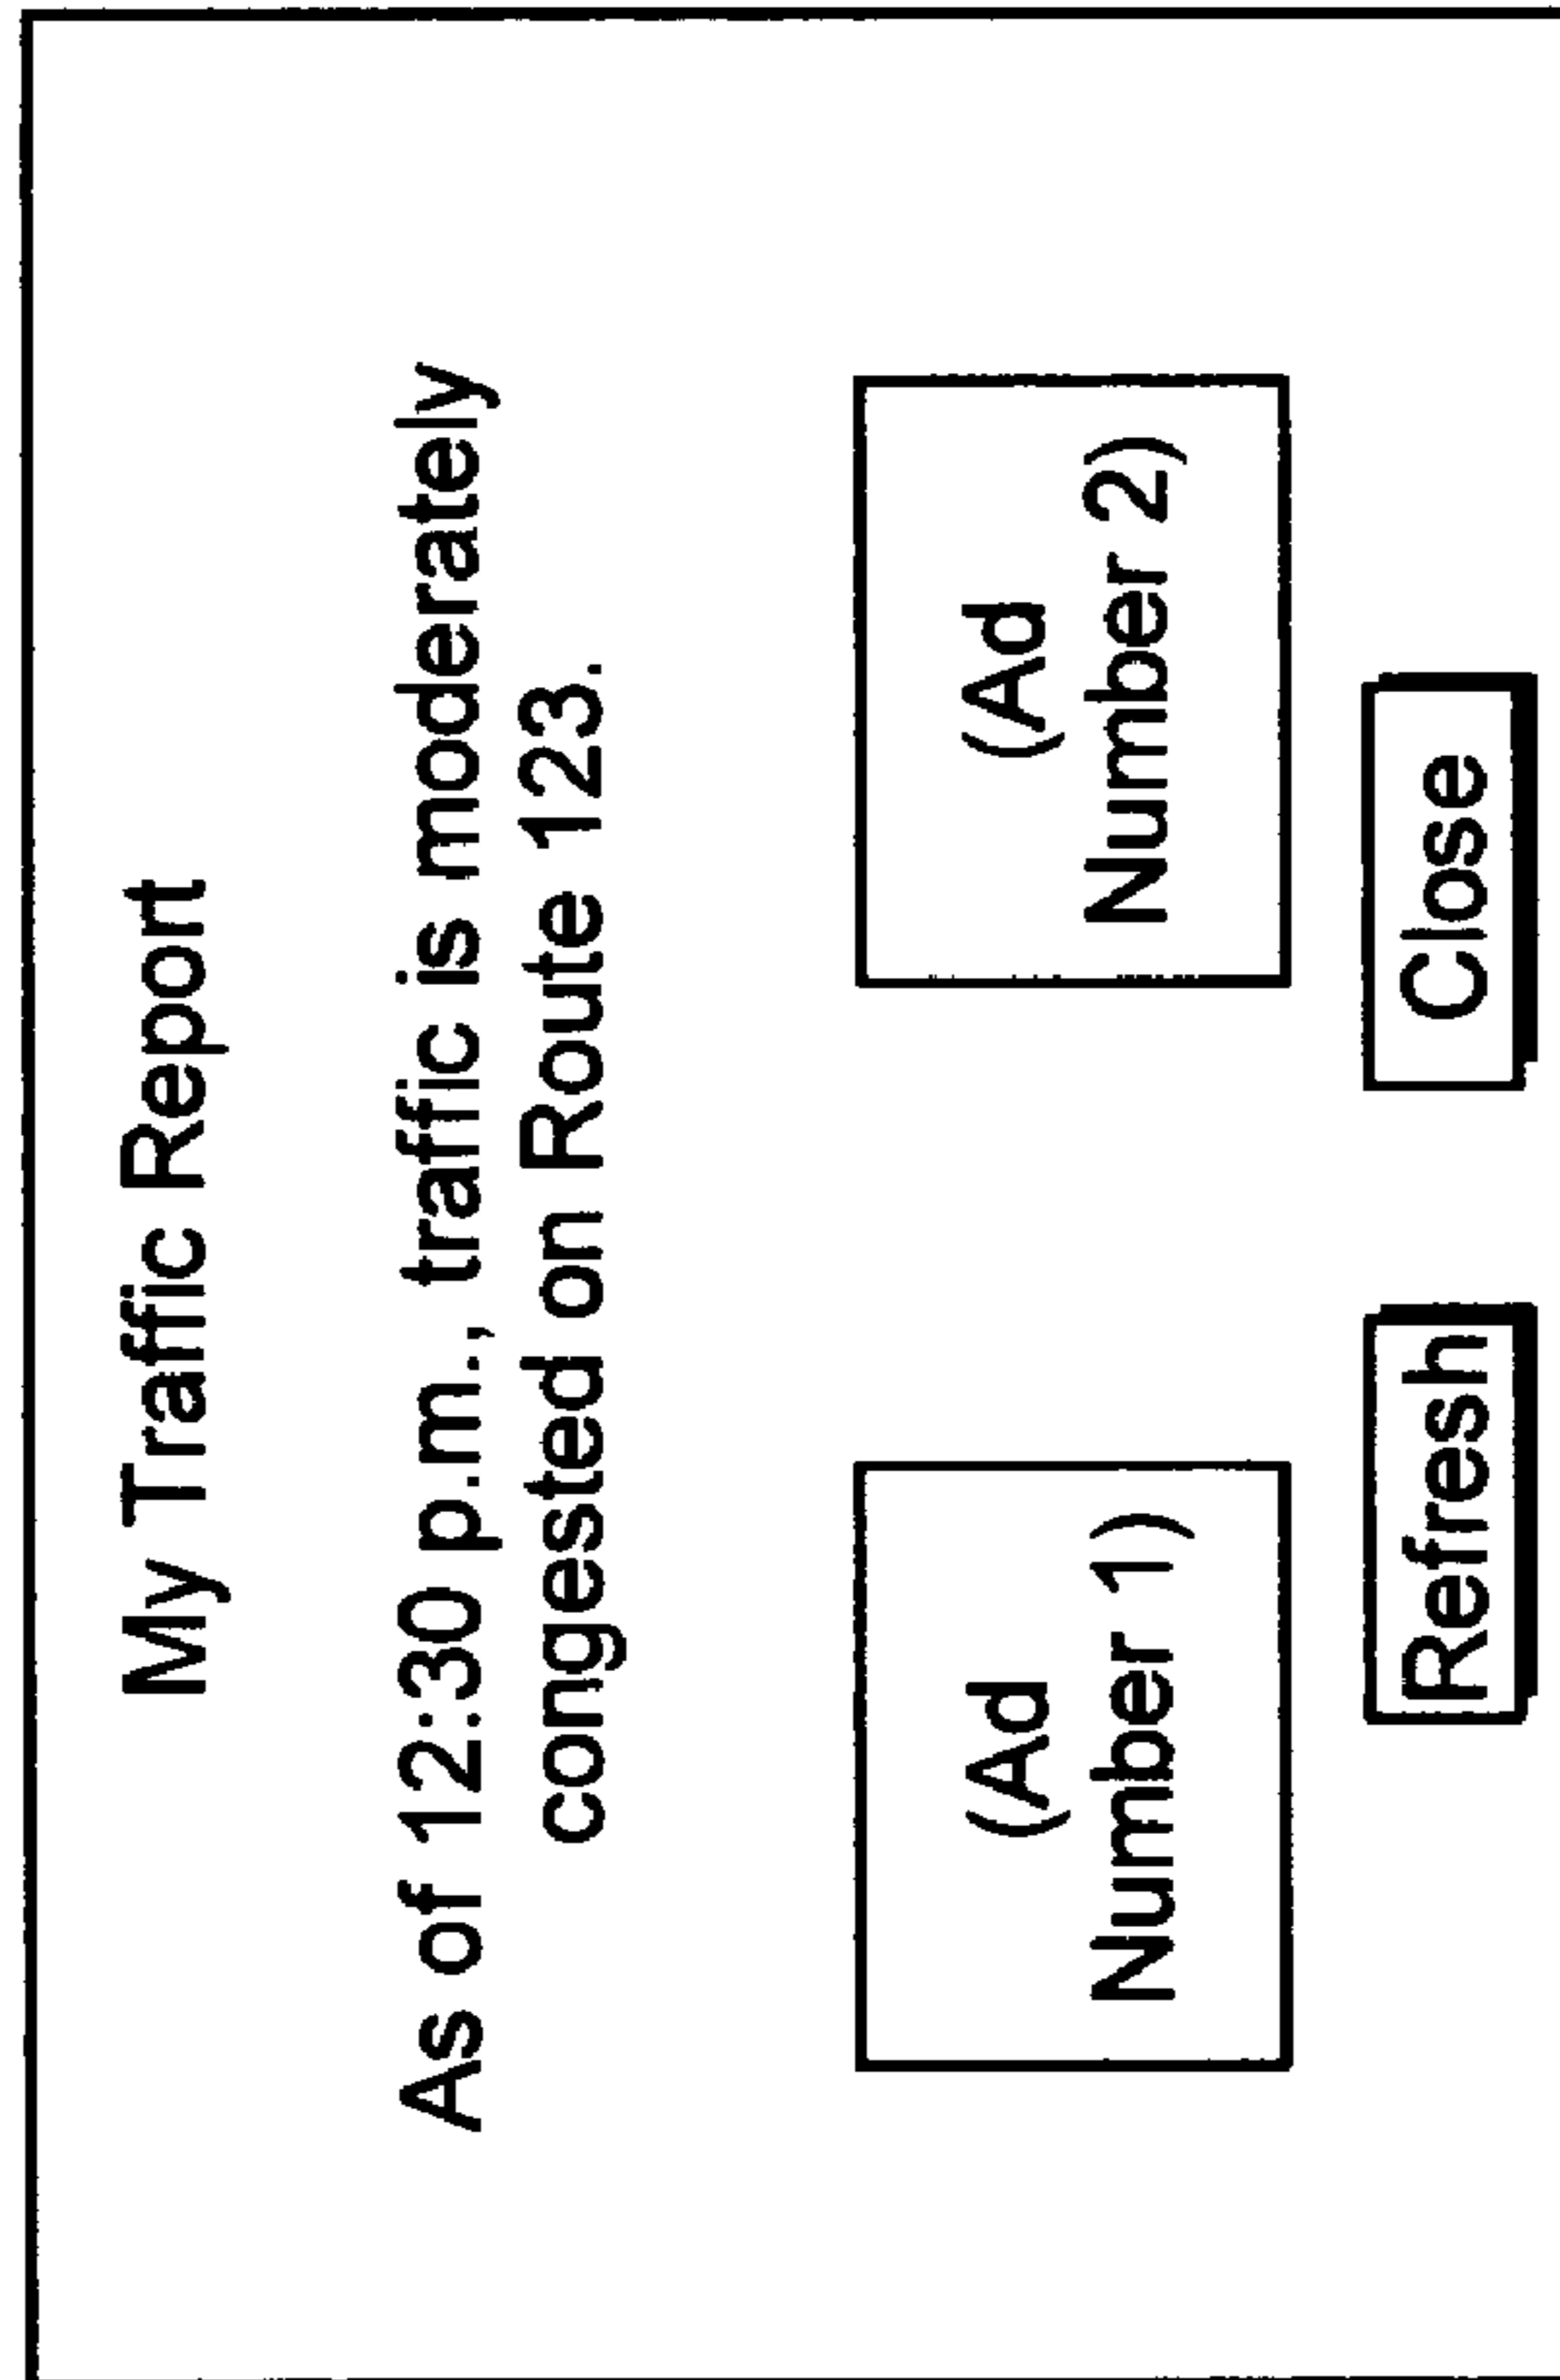 My Traffic Report
As of 12:30 p.m., traffic is moderately
congested on Route 123.
(Ad
Number 1)
(Ad
Number 2)
Refresh
Close